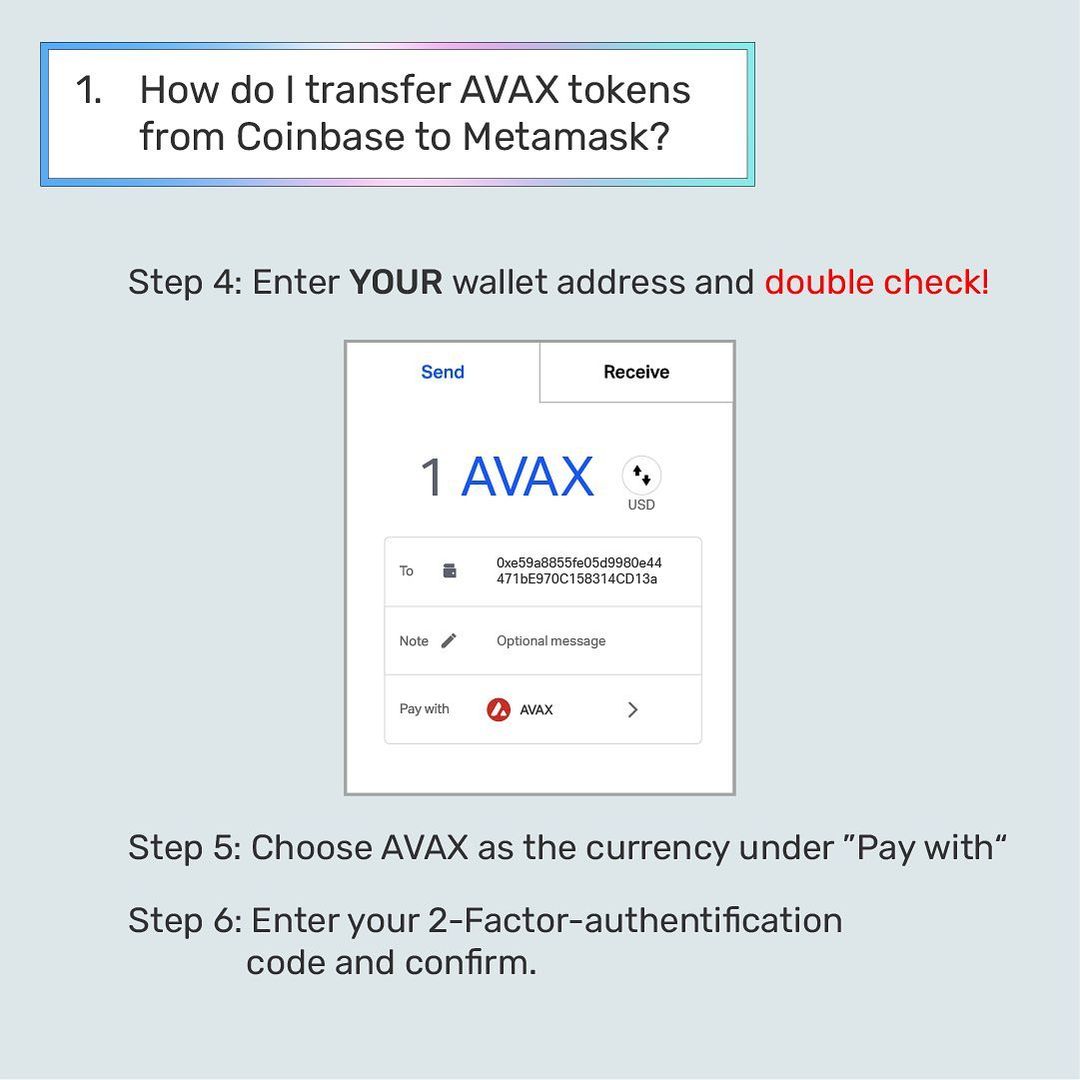 1. How do I transfer AVAX tokens
from Coinbase to Metamask?
Step 4: Enter YOUR wallet address and double check!
Send Receive
1 AVAX
USD
To 0xe59a8855fe05d9980e44
471bE970C158314CD13a
Note Optional message
Pay with AVAX
Step 5: Choose AVAX as the currency under ”Pay with“
Step 6: Enter your 2-Factor-authentification
code and confirm.